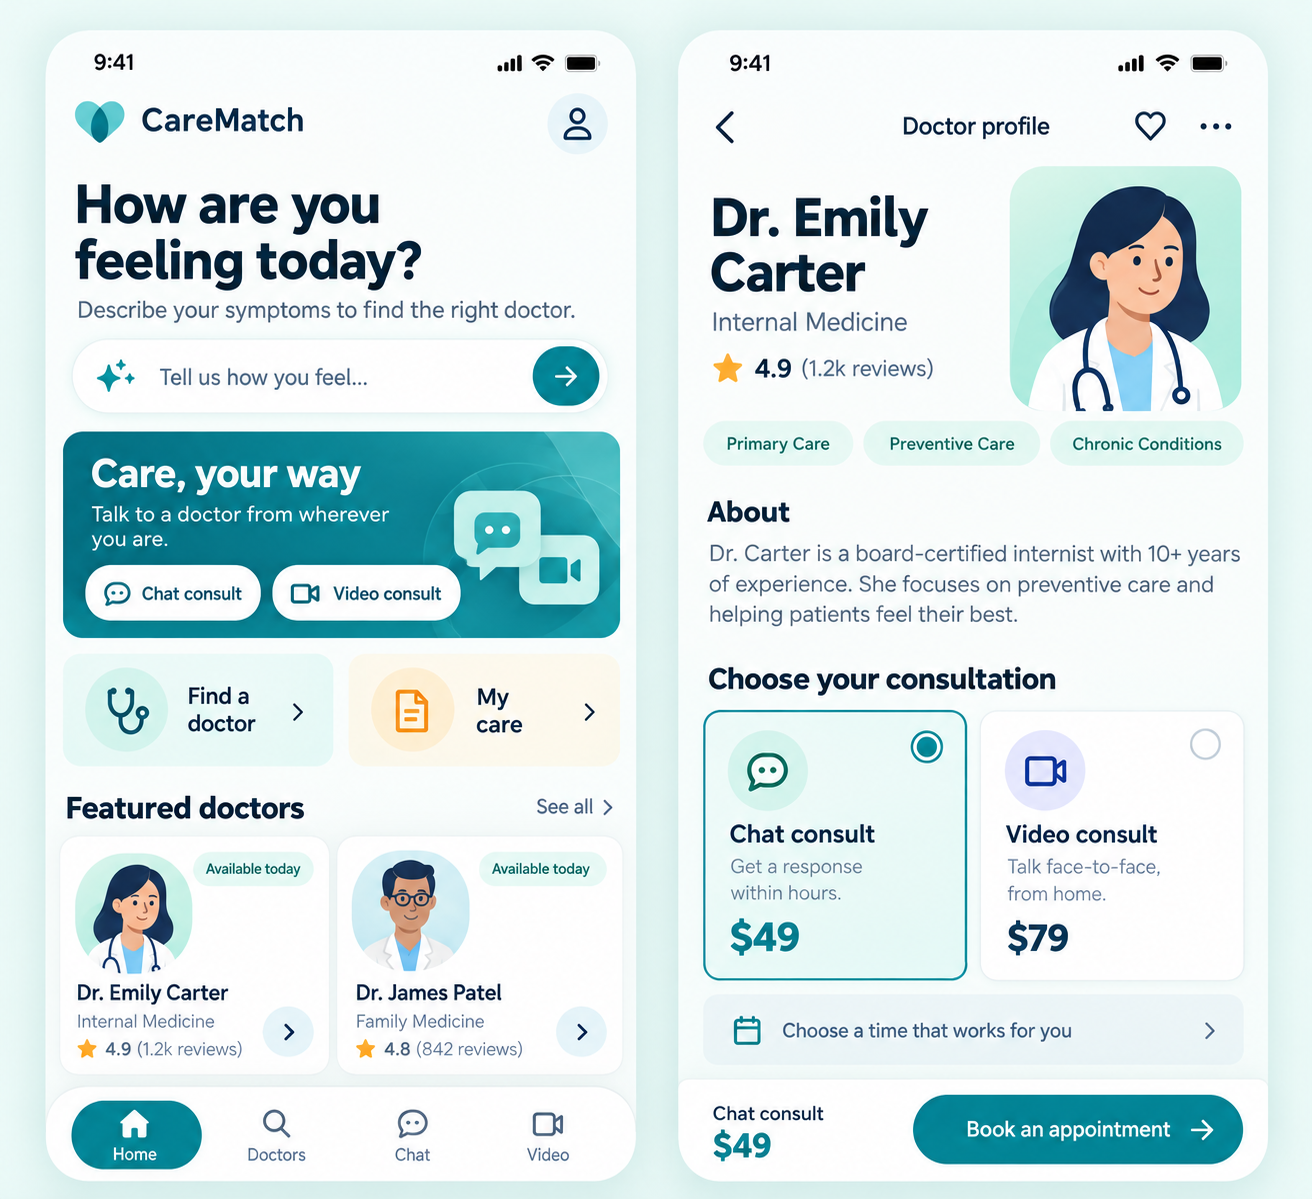 9:41
CareMatch
How are you
feeling today?
Describe your symptoms to find the right doctor.
Tell us how you feel...
Care, your way
Talk to a doctor from wherever
you are.
Chat consult
Video consult
Find a
doctor
My
care
Featured doctors
See all
Available today
Dr. Emily Carter
Internal Medicine
4.9 (1.2k reviews)
Available today
Dr. James Patel
Family Medicine
4.8 (842 reviews)
Home
Doctors
Chat
Video
9:41
Doctor profile
Dr. Emily
Carter
Internal Medicine
4.9 (1.2k reviews)
Primary Care
Preventive Care
Chronic Conditions
About
Dr. Carter is a board-certified internist with 10+ years
of experience. She focuses on preventive care and
helping patients feel their best.
Choose your consultation
Chat consult
Get a response
within hours.
$49
Video consult
Talk face-to-face,
from home.
$79
Choose a time that works for you
Chat consult
$49
Book an appointment